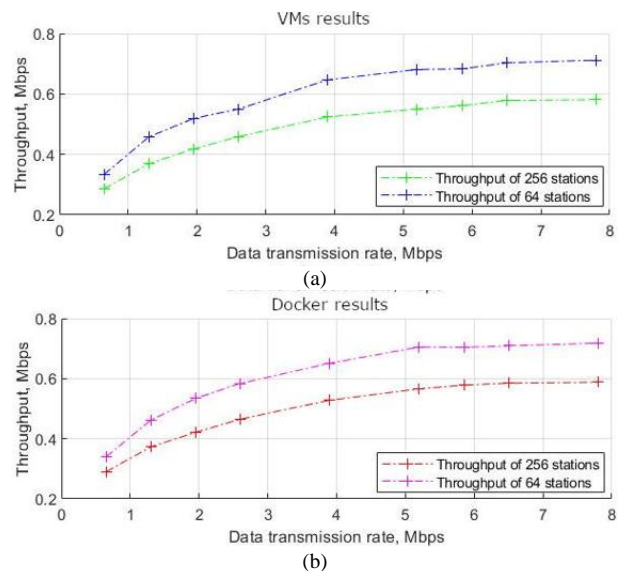 VMs results
0.8
0.6
0.4
0.2
Throughput, Mbps
Throughput of 256 stations
Throughput of 64 stations
0 1 2 3 4 5 6 7 8
Data transmission rate, Mbps
(a)
Docker results
0.8
0.6
0.4
0.2
Throughput, Mbps
Throughput of 256 stations
Throughput of 64 stations
0 1 2 3 4 5 6 7 8
Data transmission rate, Mbps
(b)